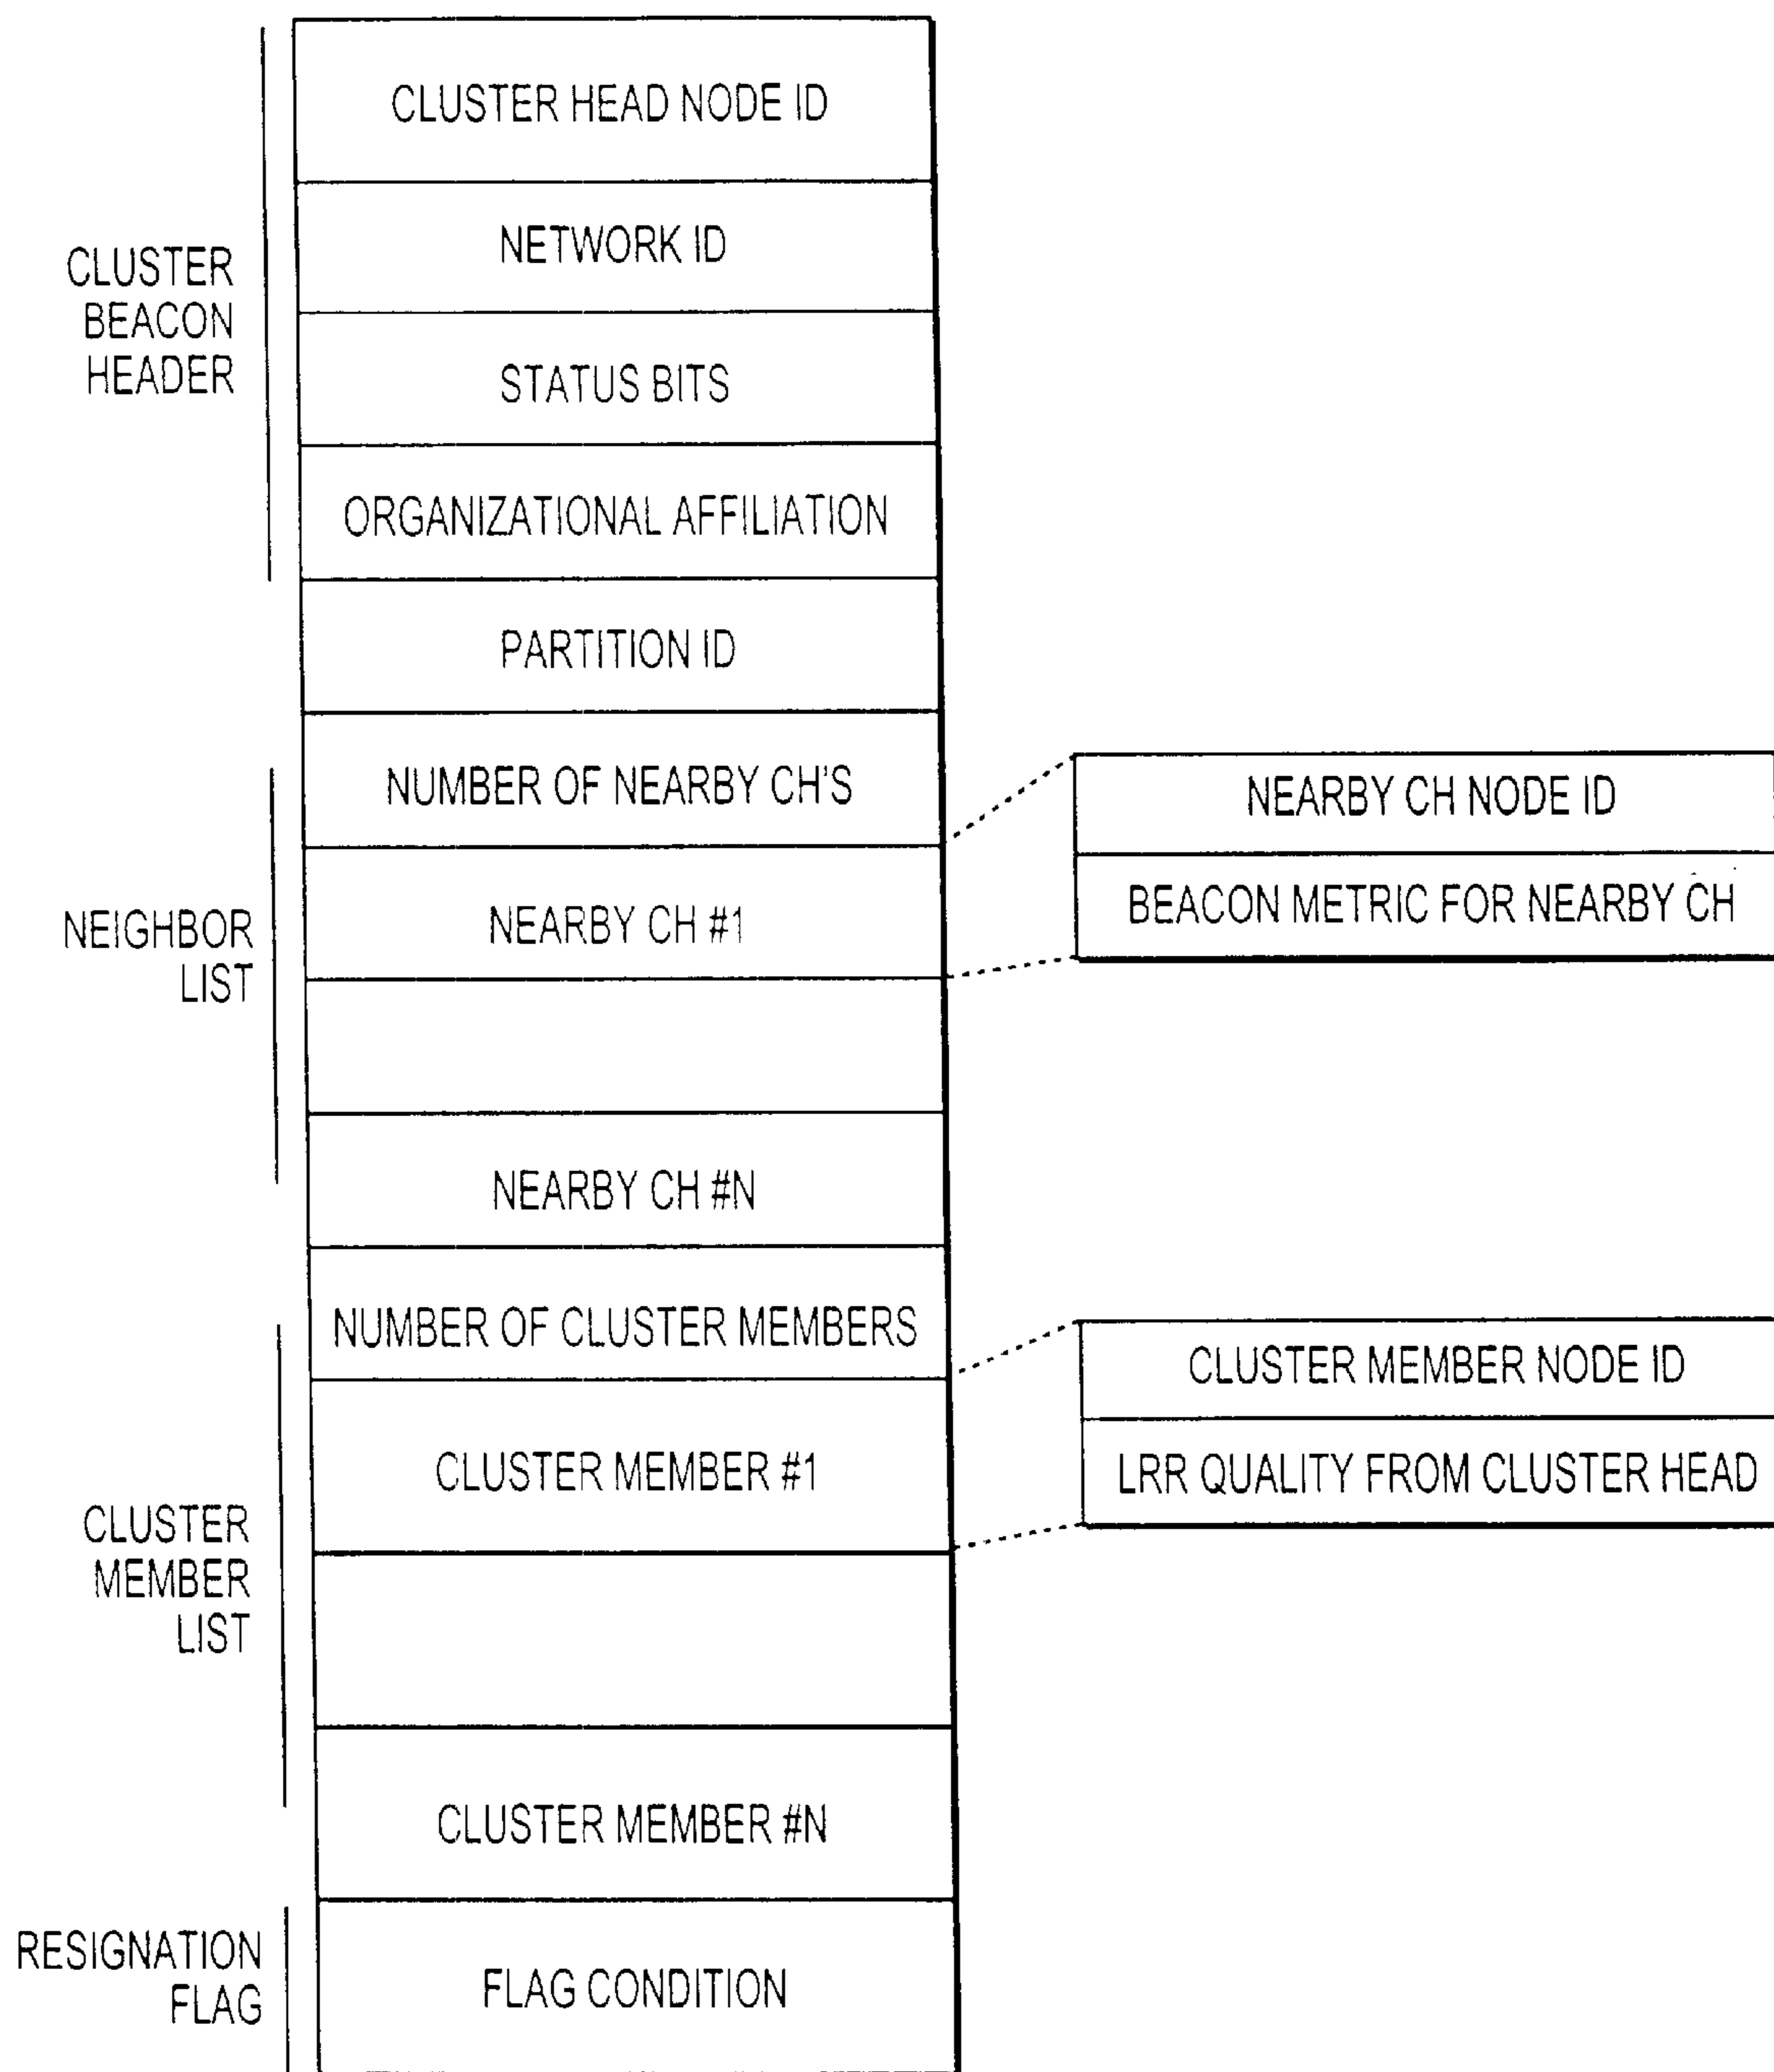 CLUSTER HEAD NODE ID
NETWORK ID
CLUSTER
BEACON
HEADER
STATUS BITS
ORGANIZATIONAL AFFILIATION
PARTITION ID
NUMBER OF NEARBY CH'S
NEARBY CH NODE ID
BEACON METRIC FOR NEARBY CH
NEIGHBOR
LIST
NEARBY CH #1
NEARBY CH #N
NUMBER OF CLUSTER MEMBERS
CLUSTER MEMBER NODE ID
LRR QUALITY FROM CLUSTER HEAD
CLUSTER MEMBER #1
CLUSTER
MEMBER
LIST
CLUSTER MEMBER #N
RESIGNATION
FLAG
FLAG CONDITION